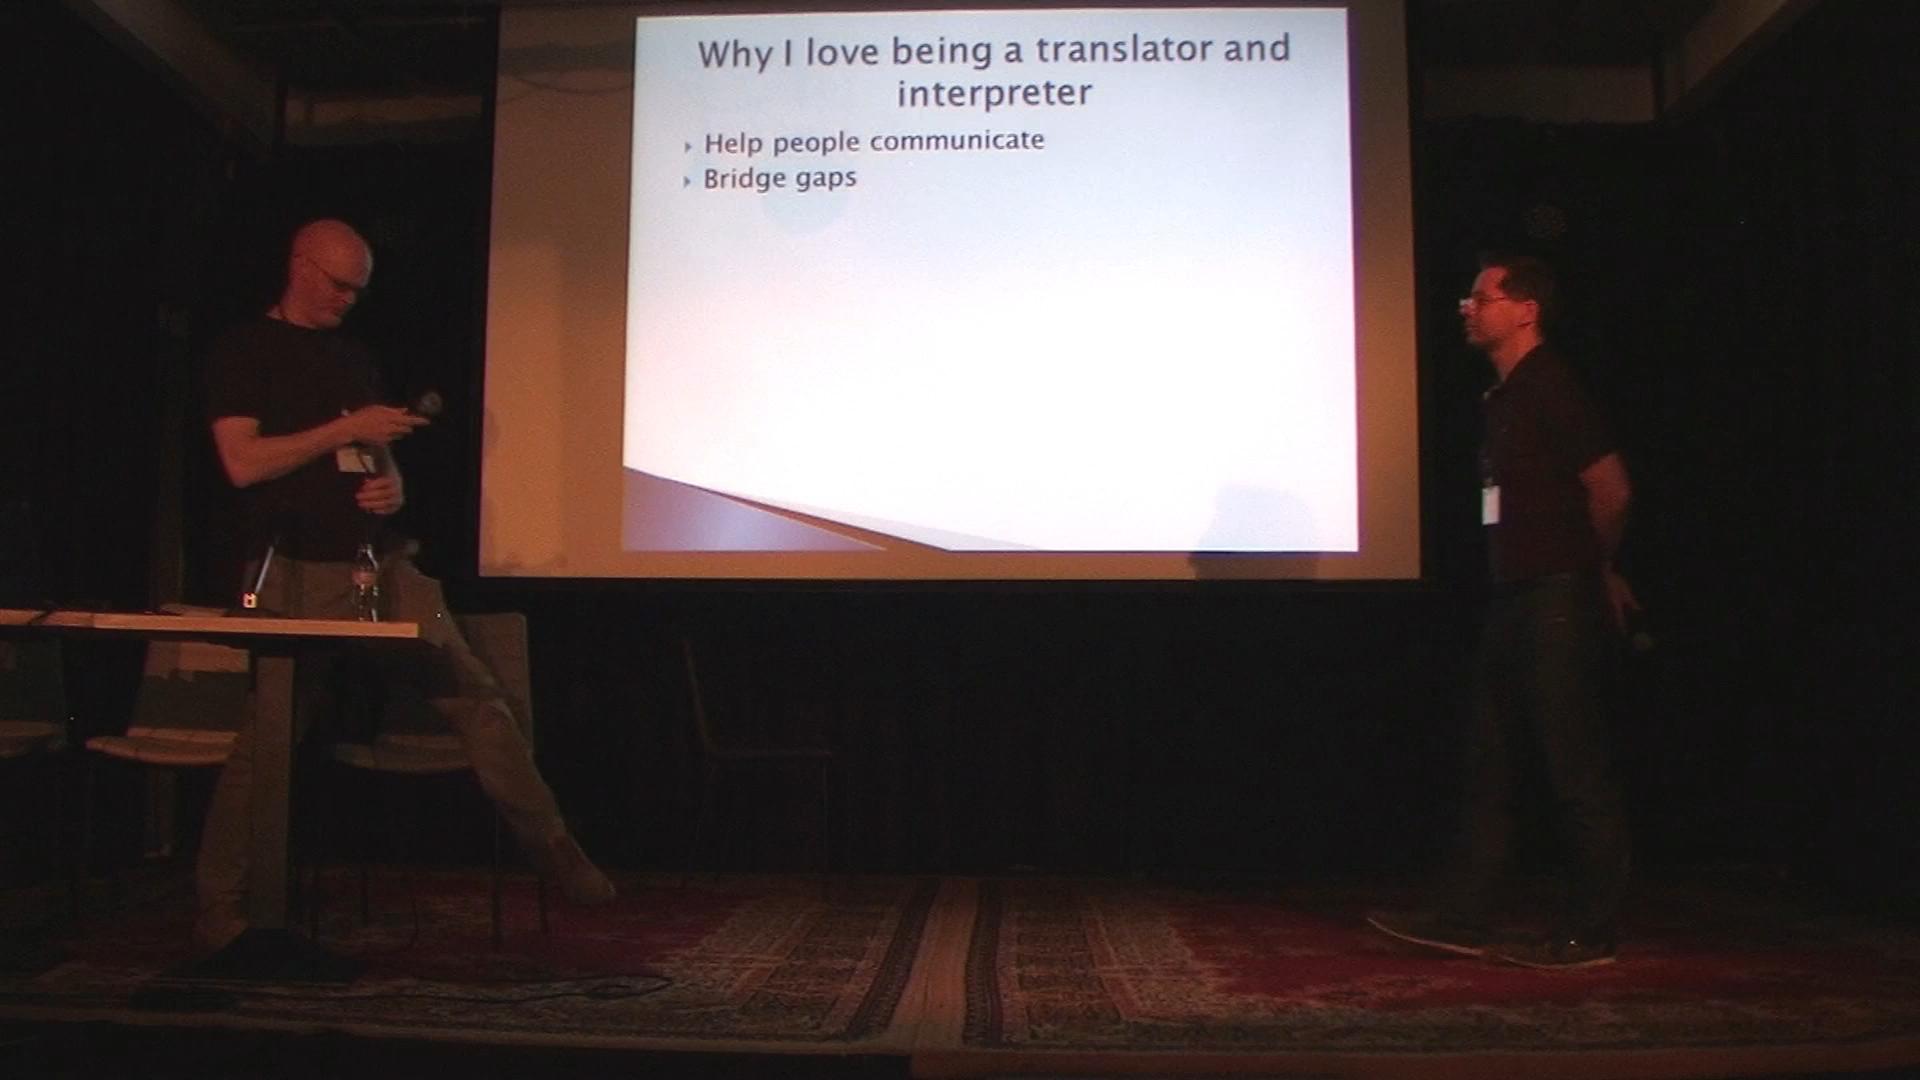 Why I love being a translator and
interpreter
Help people communicate
Bridge gaps